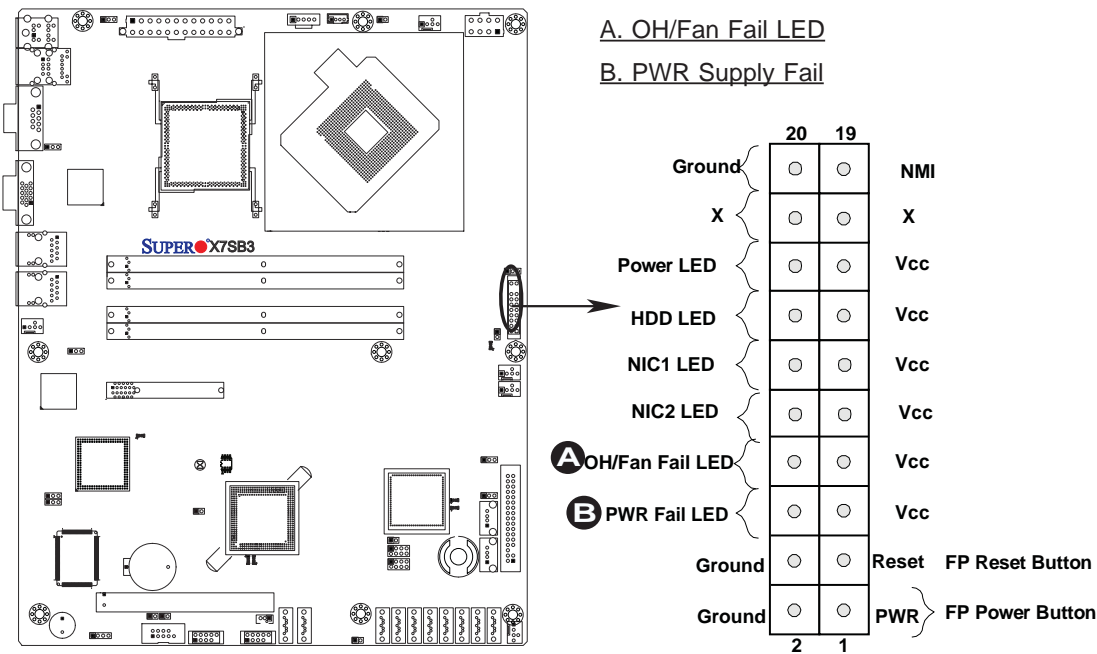 A. OH/Fan Fail LED
B. PWR Supply Fail
SUPER X7SB3
20 19
Ground NMI
X X
Power LED Vcc
HDD LED Vcc
NIC1 LED Vcc
NIC2 LED Vcc
A OH/Fan Fail LED Vcc
B PWR Fail LED Vcc
Ground Reset FP Reset Button
Ground PWR FP Power Button
2 1